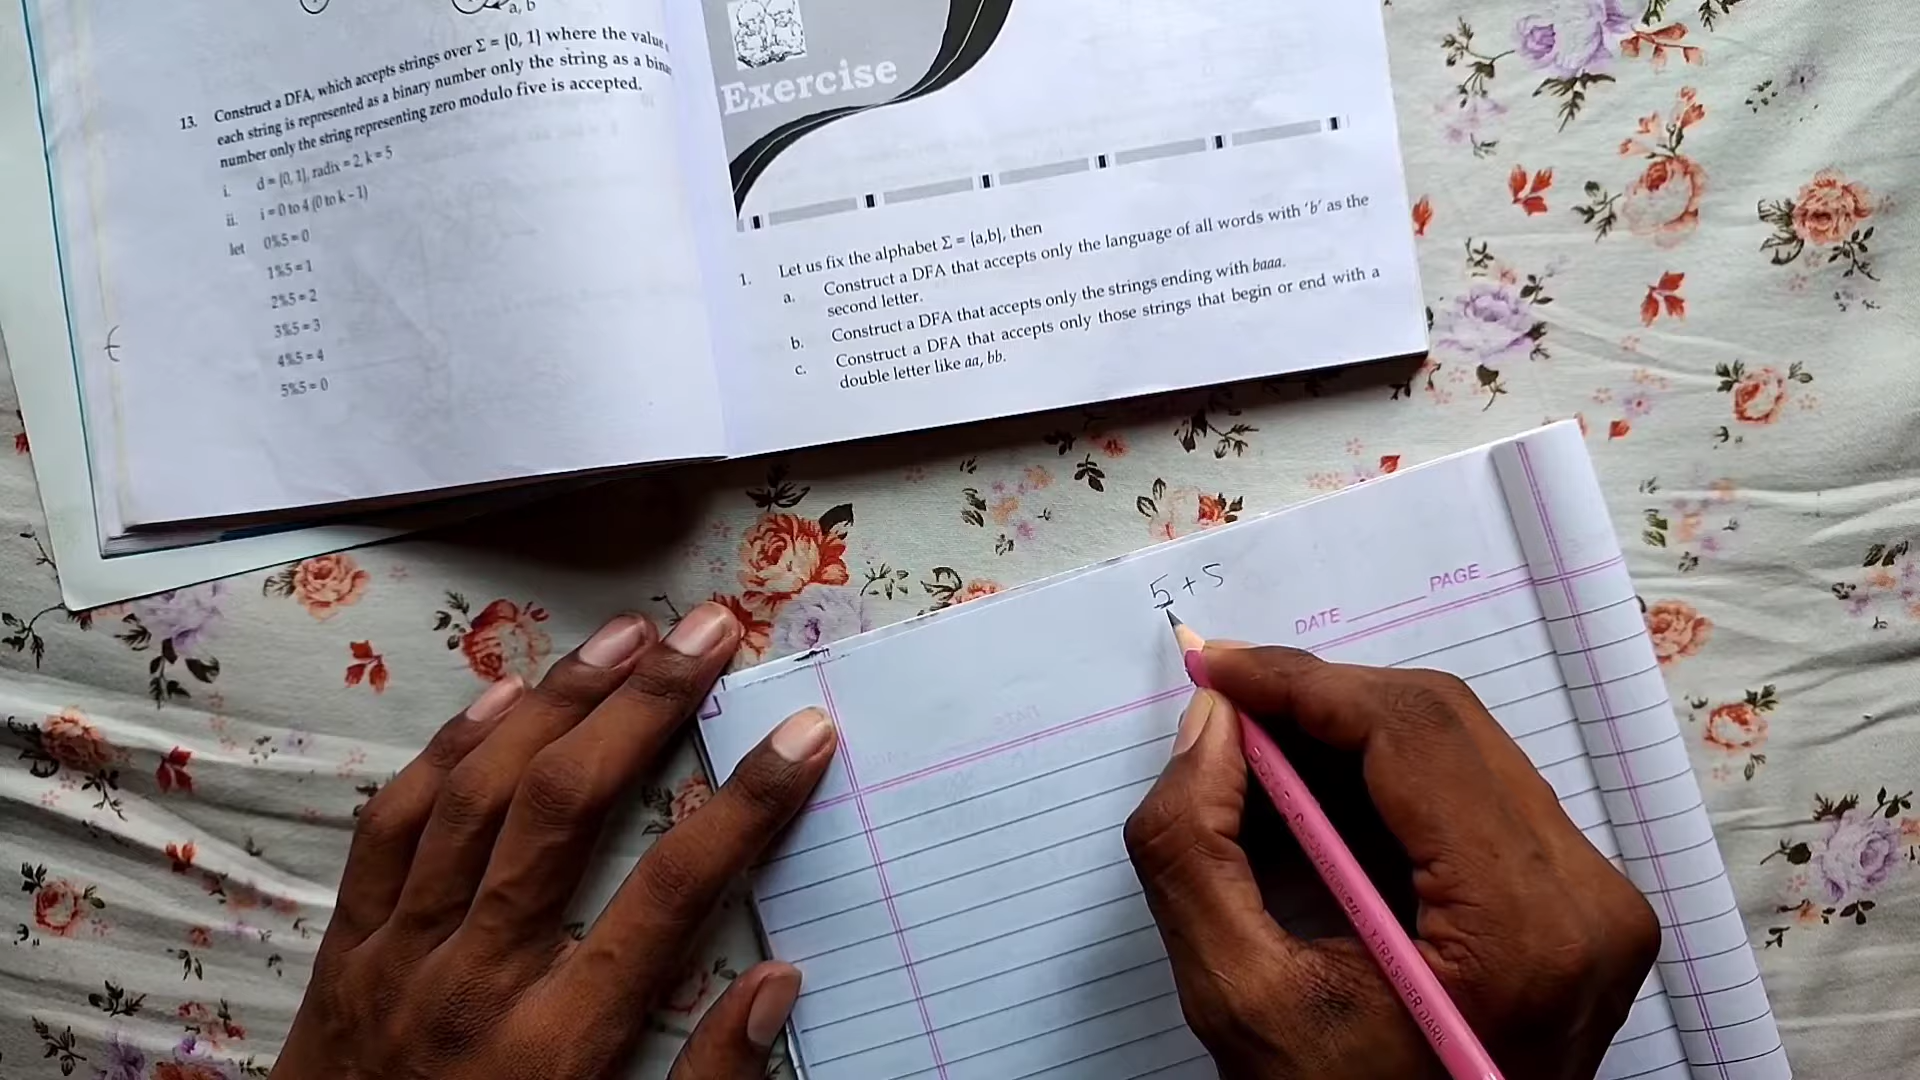 a, b
13. Construct a DFA, which accepts strings over Σ = {0, 1} where the value
each string is represented as a binary number only the string as a
number only the string representing zero modulo five is accepted.
i. d = {0, 1}, radix = 2, k = 5
ii. i = 0 to 4 (0 to k – 1)
let 0%5 = 0
1%5 = 1
2%5 = 2
3%5 = 3
4%5 = 4
5%5 = 0
Exercise
1. Let us fix the alphabet Σ = {a,b}, then
a. Construct a DFA that accepts only the language of all words with 'b' as the
second letter.
b. Construct a DFA that accepts only the strings ending with baaa.
c. Construct a DFA that accepts only those strings that begin or end with a
double letter like aa, bb.
5 + 5
DATE PAGE
X-TRA SUPER DARK